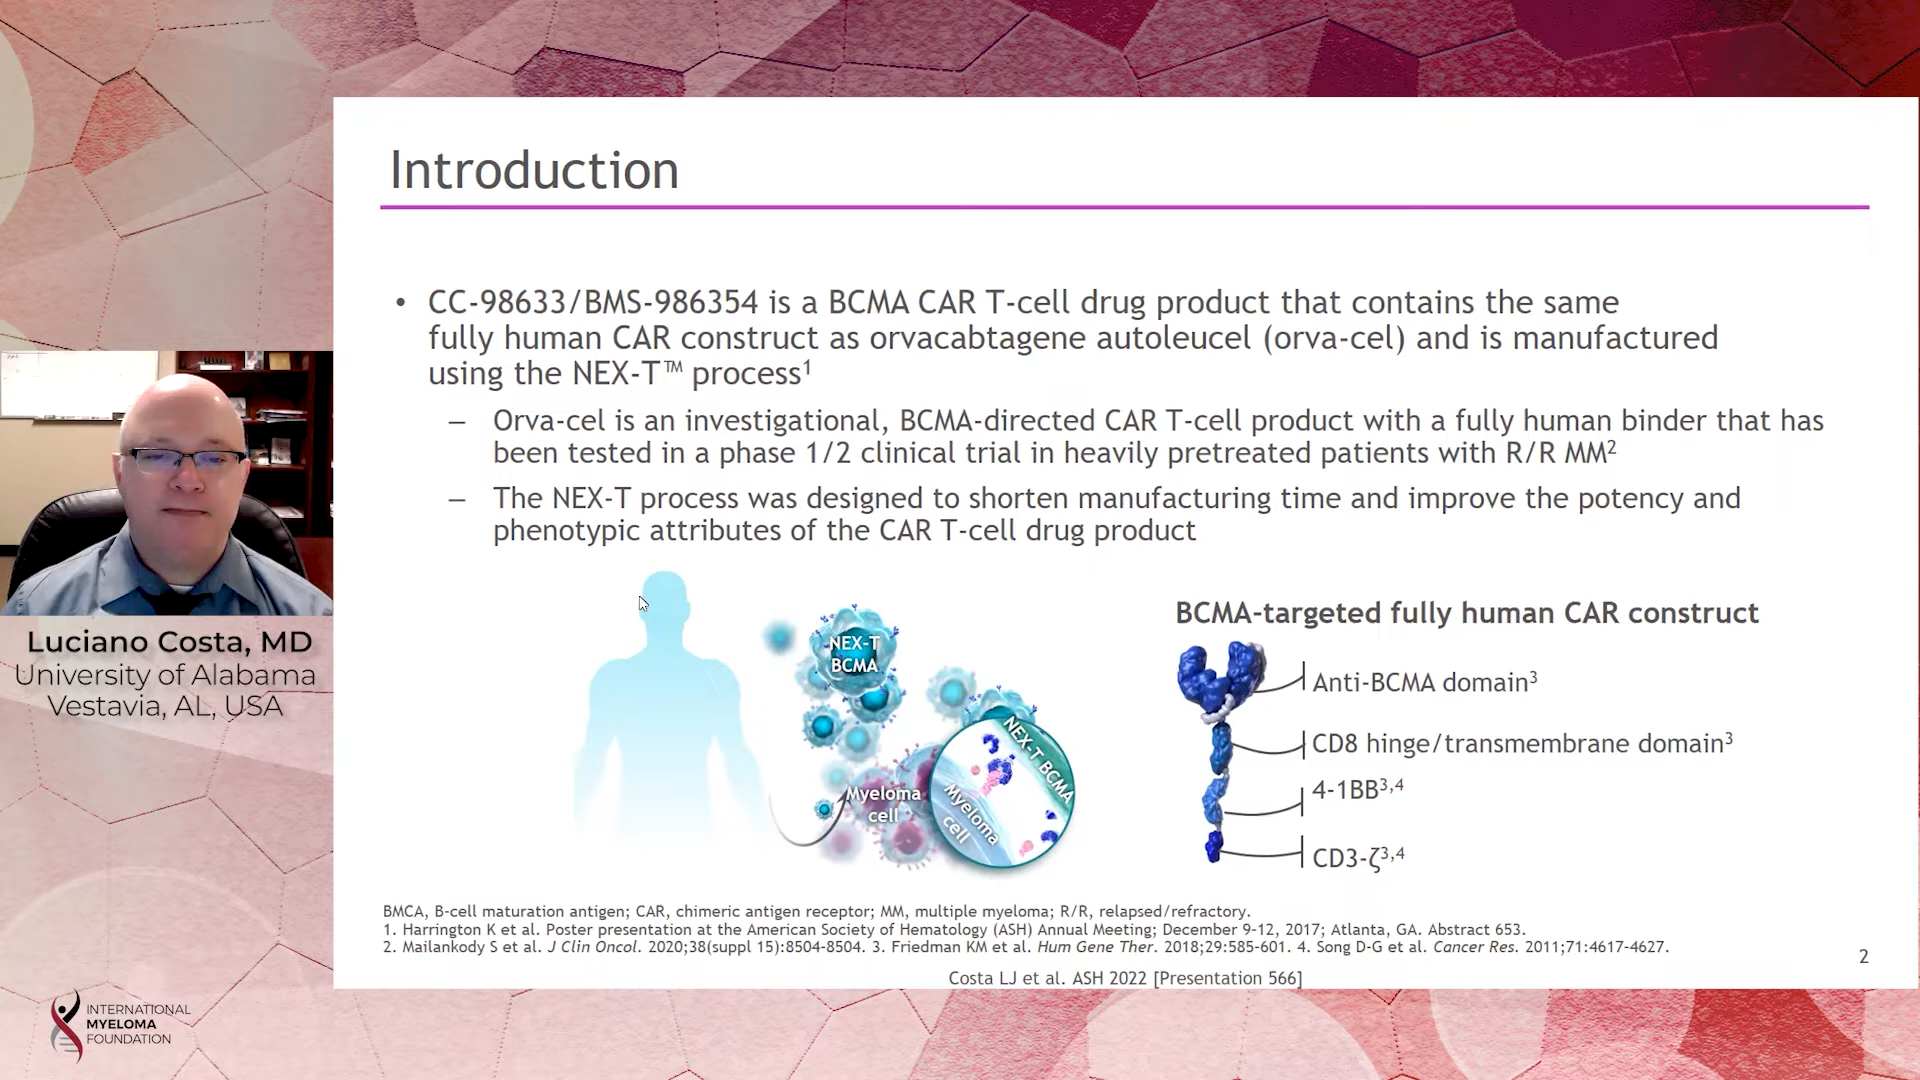 Introduction
• CC-98633/BMS-986354 is a BCMA CAR T-cell drug product that contains the same
fully human CAR construct as orvacabtagene autoleucel (orva-cel) and is manufactured
using the NEX-T™ process¹
– Orva-cel is an investigational, BCMA-directed CAR T-cell product with a fully human binder that has
been tested in a phase 1/2 clinical trial in heavily pretreated patients with R/R MM²
– The NEX-T process was designed to shorten manufacturing time and improve the potency and
phenotypic attributes of the CAR T-cell drug product
NEX-T
BCMA
Myeloma
cell
NEX-T BCMA
Myeloma
cell
BCMA-targeted fully human CAR construct
Anti-BCMA domain³
CD8 hinge/transmembrane domain³
4-1BB³,⁴
CD3-ζ³,⁴
BMCA, B-cell maturation antigen; CAR, chimeric antigen receptor; MM, multiple myeloma; R/R, relapsed/refractory.
1. Harrington K et al. Poster presentation at the American Society of Hematology (ASH) Annual Meeting; December 9-12, 2017; Atlanta, GA. Abstract 653.
2. Mailankody S et al. J Clin Oncol. 2020;38(suppl 15):8504-8504. 3. Friedman KM et al. Hum Gene Ther. 2018;29:585-601. 4. Song D-G et al. Cancer Res. 2011;71:4617-4627.
2
Costa LJ et al. ASH 2022 [Presentation 566]
Luciano Costa, MD
University of Alabama
Vestavia, AL, USA
INTERNATIONAL
MYELOMA
FOUNDATION